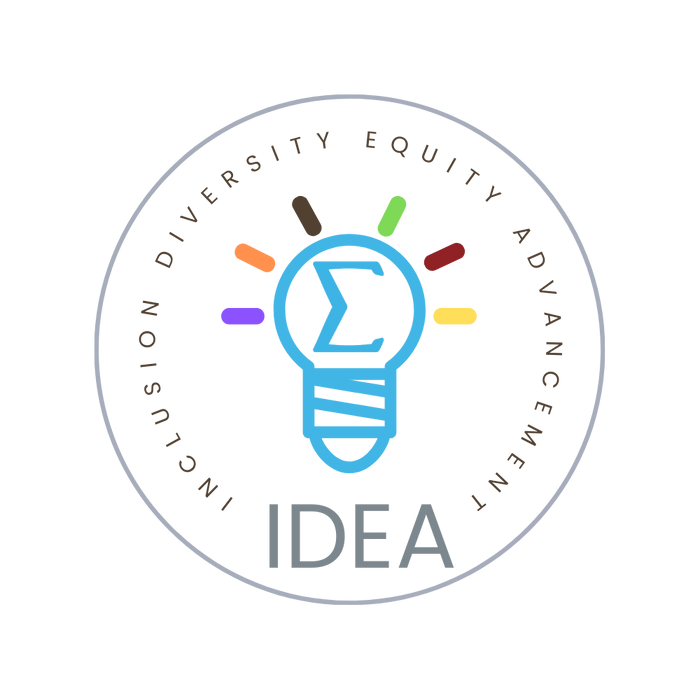 INCLUSION DIVERSITY EQUITY ADVANCEMENT
Σ
IDEA